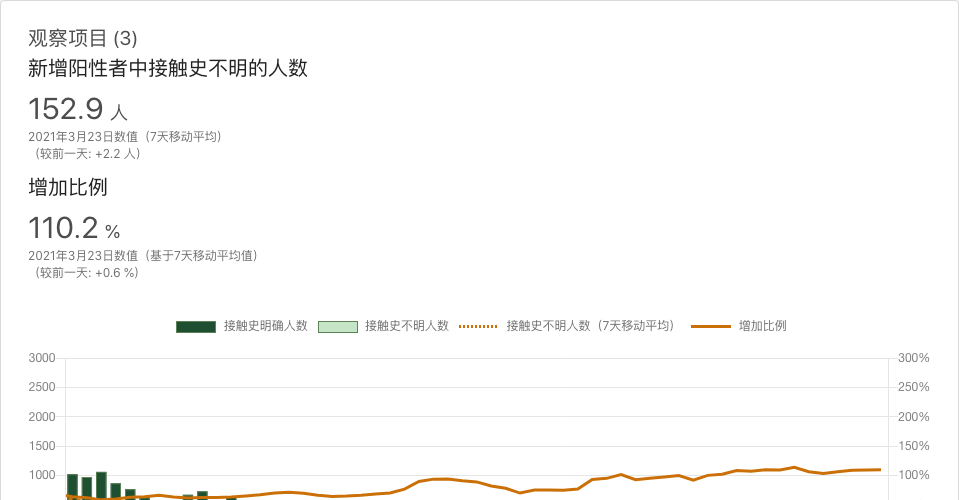 观察项目 (3)
新增阳性者中接触史不明的人数
152.9 人
2021年3月23日数值（7天移动平均）
（较前一天: +2.2 人）
增加比例
110.2 %
2021年3月23日数值（基于7天移动平均值）
（较前一天: +0.6 %）
接触史明确人数 接触史不明人数 接触史不明人数（7天移动平均） 增加比例
3000 300%
2500 250%
2000 200%
1500 150%
1000 100%